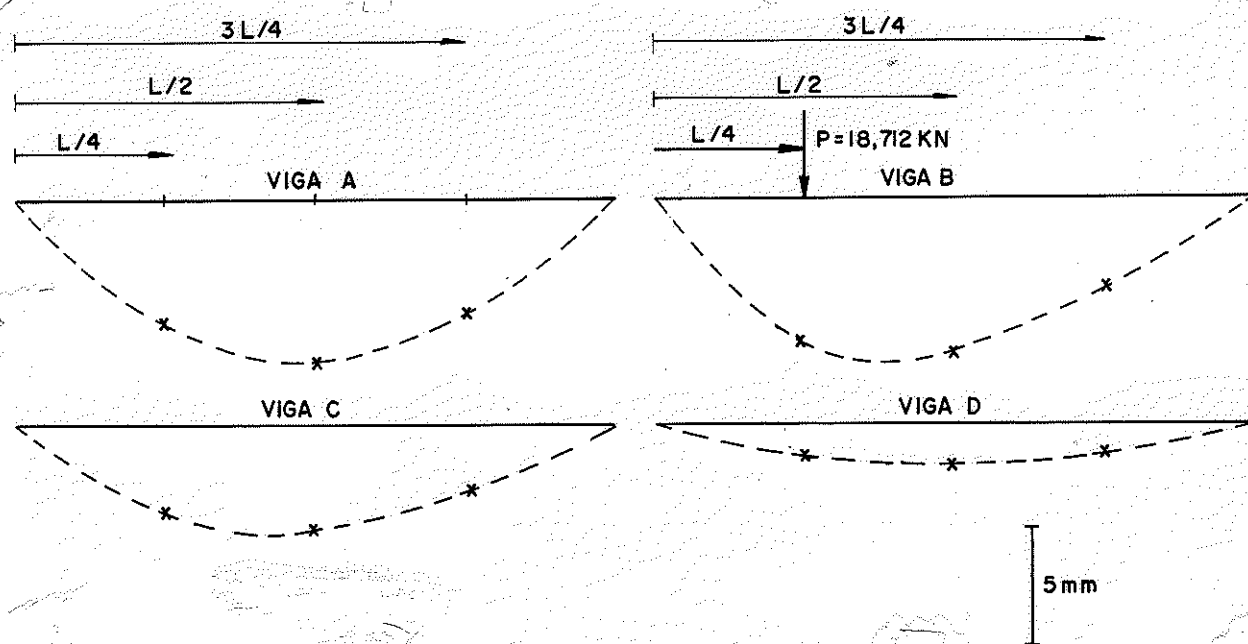 3L/4
L/2
L/4
VIGA A
3L/4
L/2
L/4
P=18,712 KN
VIGA B
VIGA C
VIGA D
5mm